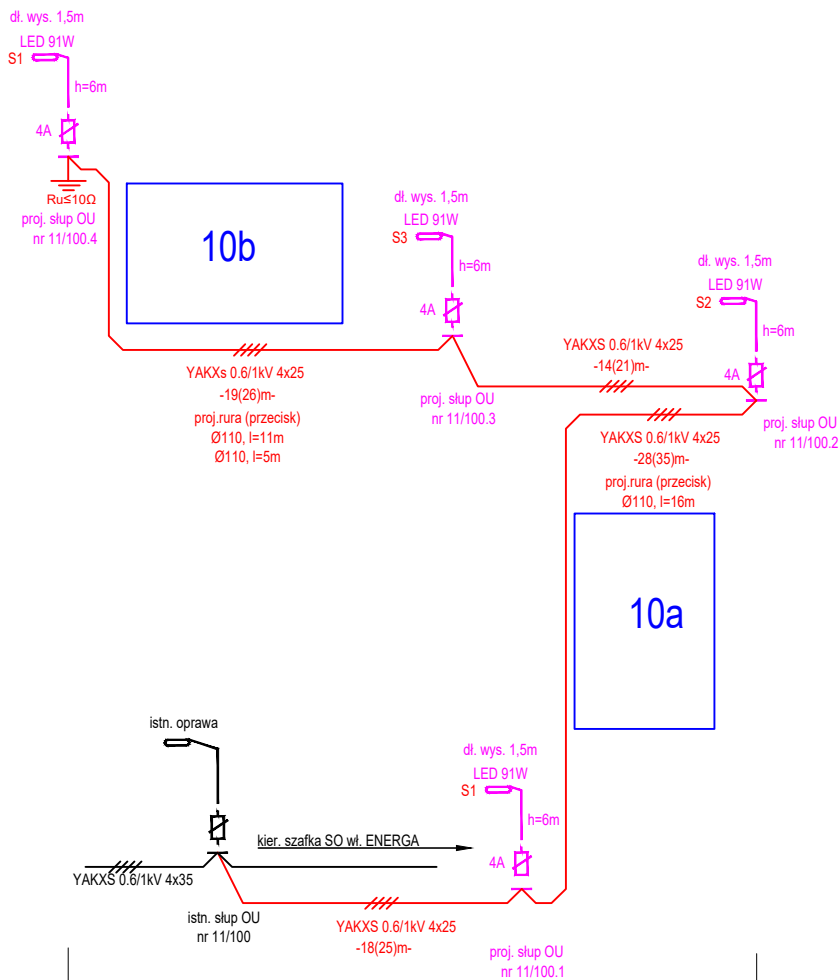 dł. wys. 1,5m
LED 91W
S1
h=6m
4A
Ru≤10Ω
proj. słup OU
nr 11/100.4
10b
dł. wys. 1,5m
LED 91W
S3
h=6m
4A
proj. słup OU
nr 11/100.3
YAKXs 0.6/1kV 4x25
-19(26)m-
proj.rura (przecisk)
Ø110, l=11m
Ø110, l=5m
dł. wys. 1,5m
LED 91W
S2
h=6m
4A
proj. słup OU
nr 11/100.2
YAKXS 0.6/1kV 4x25
-14(21)m-
YAKXS 0.6/1kV 4x25
-28(35)m-
proj.rura (przecisk)
Ø110, l=16m
10a
istn. oprawa
kier. szafka SO wł. ENERGA
YAKXS 0.6/1kV 4x35
istn. słup OU
nr 11/100
dł. wys. 1,5m
LED 91W
S1
h=6m
4A
YAKXS 0.6/1kV 4x25
-18(25)m-
proj. słup OU
nr 11/100.1